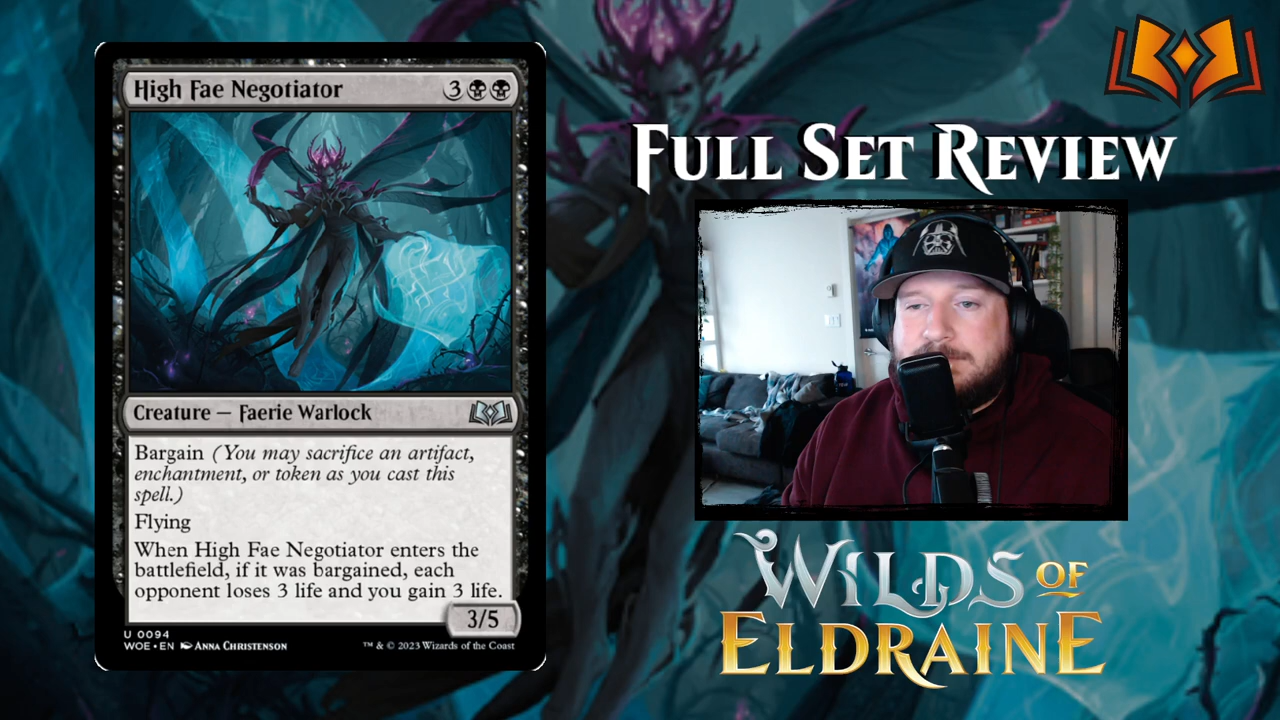 High Fae Negotiator 3
Creature — Faerie Warlock
Bargain (You may sacrifice an artifact,
enchantment, or token as you cast this
spell.)
Flying
When High Fae Negotiator enters the
battlefield, if it was bargained, each
opponent loses 3 life and you gain 3 life.
3/5
U 0094
WOE • EN Anna Christenson
™ & © 2023 Wizards of the Coast
Full Set Review
Wilds of
Eldraine